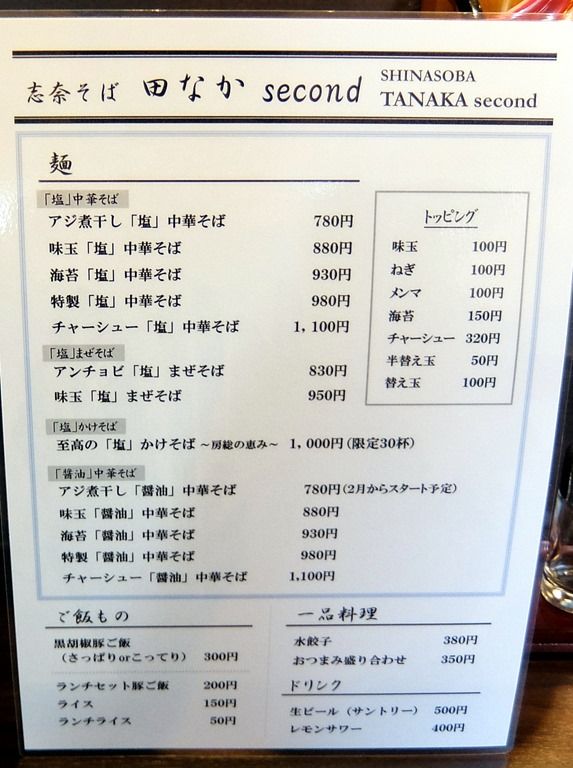 志奈そば 田なか second
SHINASOBA
TANAKA second
麺
「塩」中華そば
アジ煮干し「塩」中華そば 780円
味玉「塩」中華そば 880円
海苔「塩」中華そば 930円
特製「塩」中華そば 980円
チャーシュー「塩」中華そば 1,100円
「塩」まぜそば
アンチョビ「塩」まぜそば 830円
味玉「塩」まぜそば 950円
「塩」かけそば
至高の「塩」かけそば ～房総の恵み～ 1,000円(限定30杯)
「醤油」中華そば
アジ煮干し「醤油」中華そば 780円(2月からスタート予定)
味玉「醤油」中華そば 880円
海苔「醤油」中華そば 930円
特製「醤油」中華そば 980円
チャーシュー「醤油」中華そば 1,100円
トッピング
味玉 100円
ねぎ 100円
メンマ 100円
海苔 150円
チャーシュー 320円
半替え玉 50円
替え玉 100円
ご飯もの
黒胡椒豚ご飯
(さっぱりorこってり) 300円
ランチセット豚ご飯 200円
ライス 150円
ランチライス 50円
一品料理
水餃子 380円
おつまみ盛り合わせ 350円
ドリンク
生ビール (サントリー) 500円
レモンサワー 400円